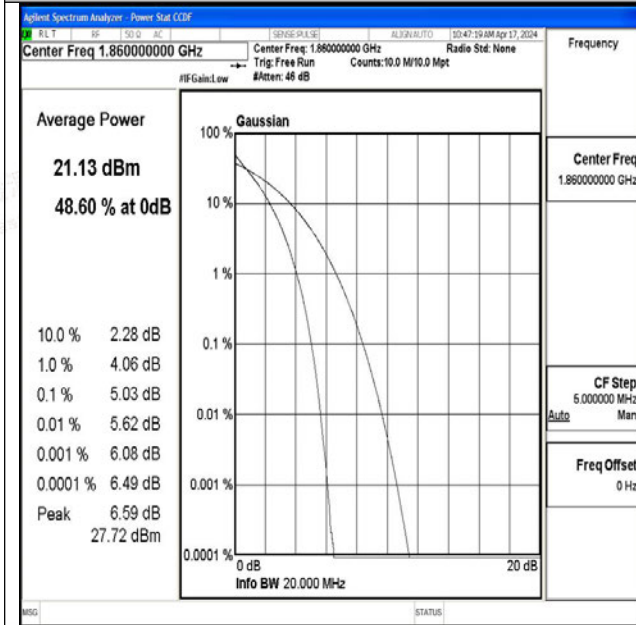 Agilent Spectrum Analyzer - Power Stat CCDF
RL T RF 50 Ω AC SENSE:PULSE ALIGN AUTO 10:47:19 AM Apr 17, 2024
Center Freq 1.860000000 GHz
Center Freq: 1.860000000 GHz Radio Std: None
Trig: Free Run Counts:10.0 M/10.0 Mpt
#IFGain:Low #Atten: 46 dB
Frequency
Average Power
21.13 dBm
48.60 % at 0dB
10.0 % 2.28 dB
1.0 % 4.06 dB
0.1 % 5.03 dB
0.01 % 5.62 dB
0.001 % 6.08 dB
0.0001 % 6.49 dB
Peak 6.59 dB
27.72 dBm
Gaussian
100 %
10 %
1 %
0.1 %
0.01 %
0.001 %
0.0001 %
0 dB 20 dB
Info BW 20.000 MHz
Center Freq
1.860000000 GHz
CF Step
5.000000 MHz
Auto Man
Freq Offset
0 Hz
MSG STATUS